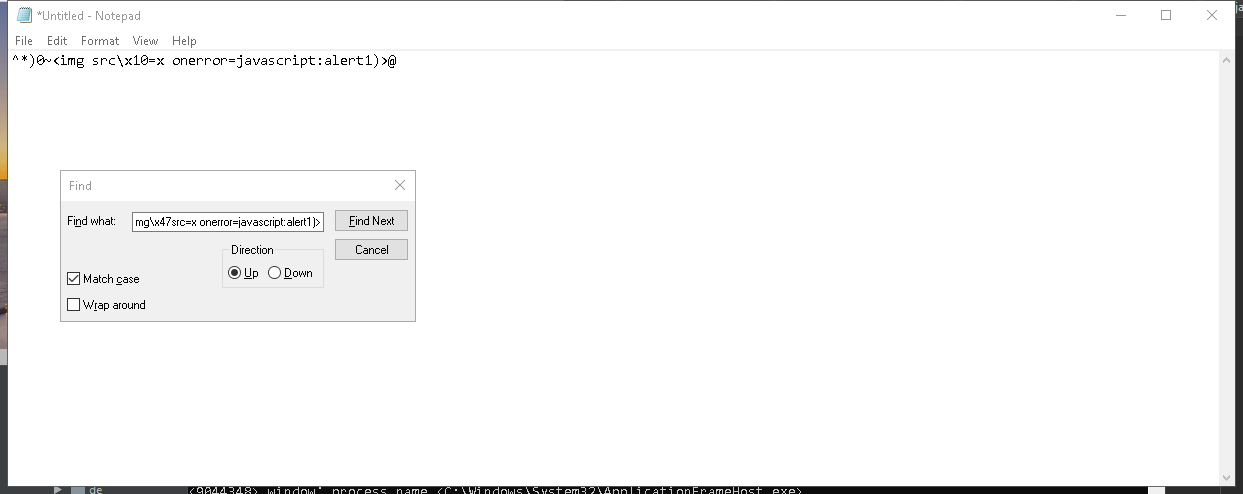 *Untitled - Notepad
File Edit Format View Help
^*)0~<img src\x10=x onerror=javascript:alert1)>@
Find
Find what: mg\x47src=x onerror=javascript:alert1)> Find Next
Direction Cancel
Up Down
Match case
Wrap around
de <9044348> window' process name <C:\Windows\System32\ApplicationFrameHost.exe>